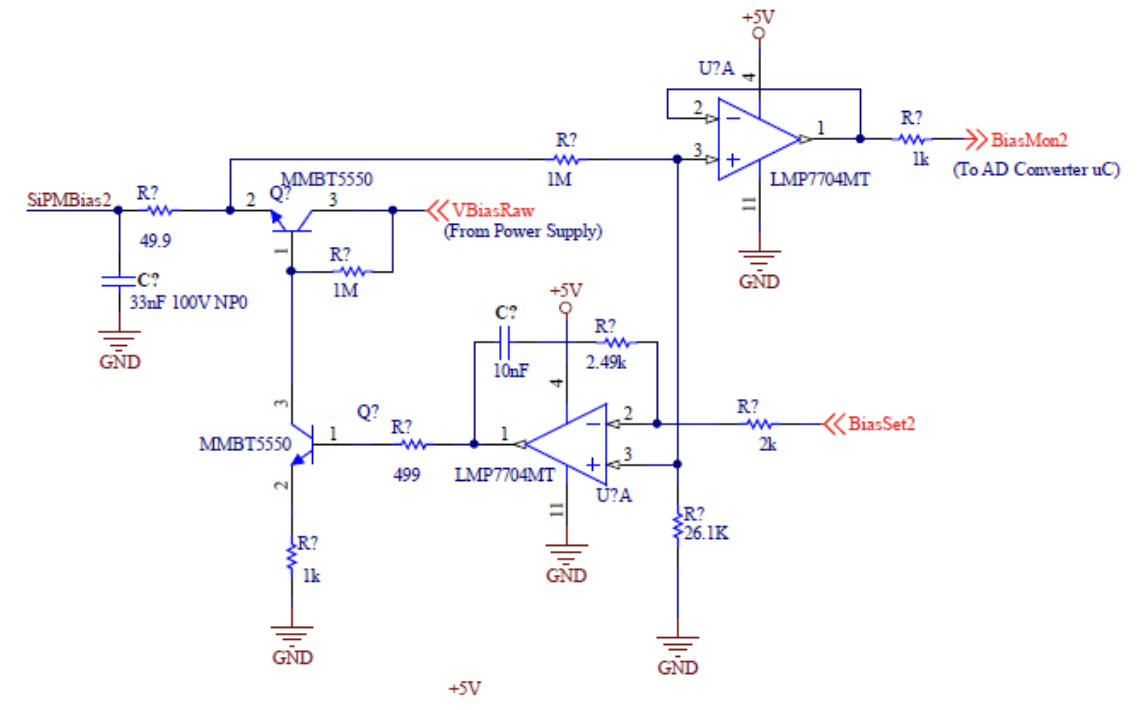 +5V
U?A
4
2
1
R?
BiasMon2
3
1k
(To AD Converter uC)
LMP7704MT
11
GND
R?
1M
SiPMBias2
R?
2
Q?
MMBT5550
3
VBiasRaw
(From Power Supply)
49.9
1
R?
1M
C?
33nF 100V NP0
GND
+5V
C?
10nF
R?
2.49k
4
3
Q?
MMBT5550
1
R?
499
1
LMP7704MT
2
3
U?A
R?
2k
BiasSet2
2
11
GND
R?
26.1K
R?
1k
GND
GND
+5V